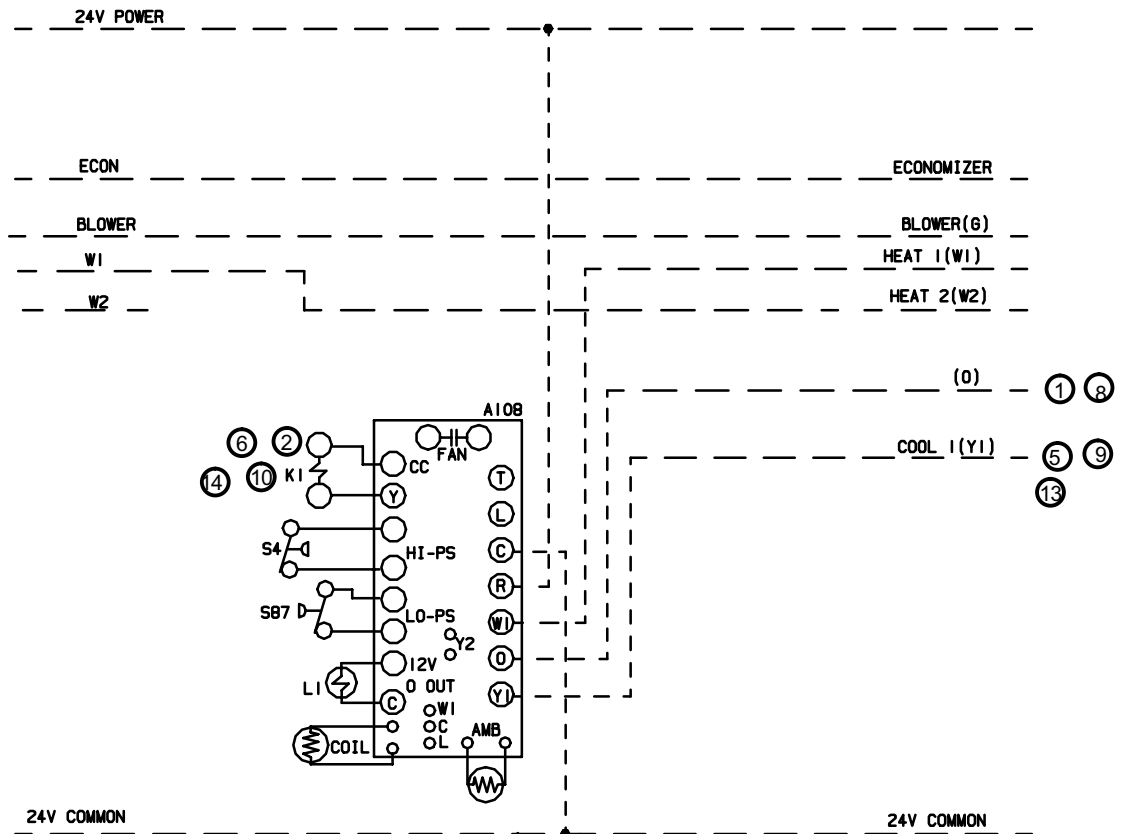 24V POWER
ECON ECONOMIZER
BLOWER BLOWER(G)
W1 HEAT 1(W1)
W2 HEAT 2(W2)
(O) 1 8
A108
6 2 FAN COOL 1(Y1) 5 9
14 10 K1 CC T
13
Y
L
S4 HI-PS C
R
S87 LO-PS W1
Y2
12V O
L1 O OUT Y1
C W1
C AMB
COIL L
24V COMMON 24V COMMON